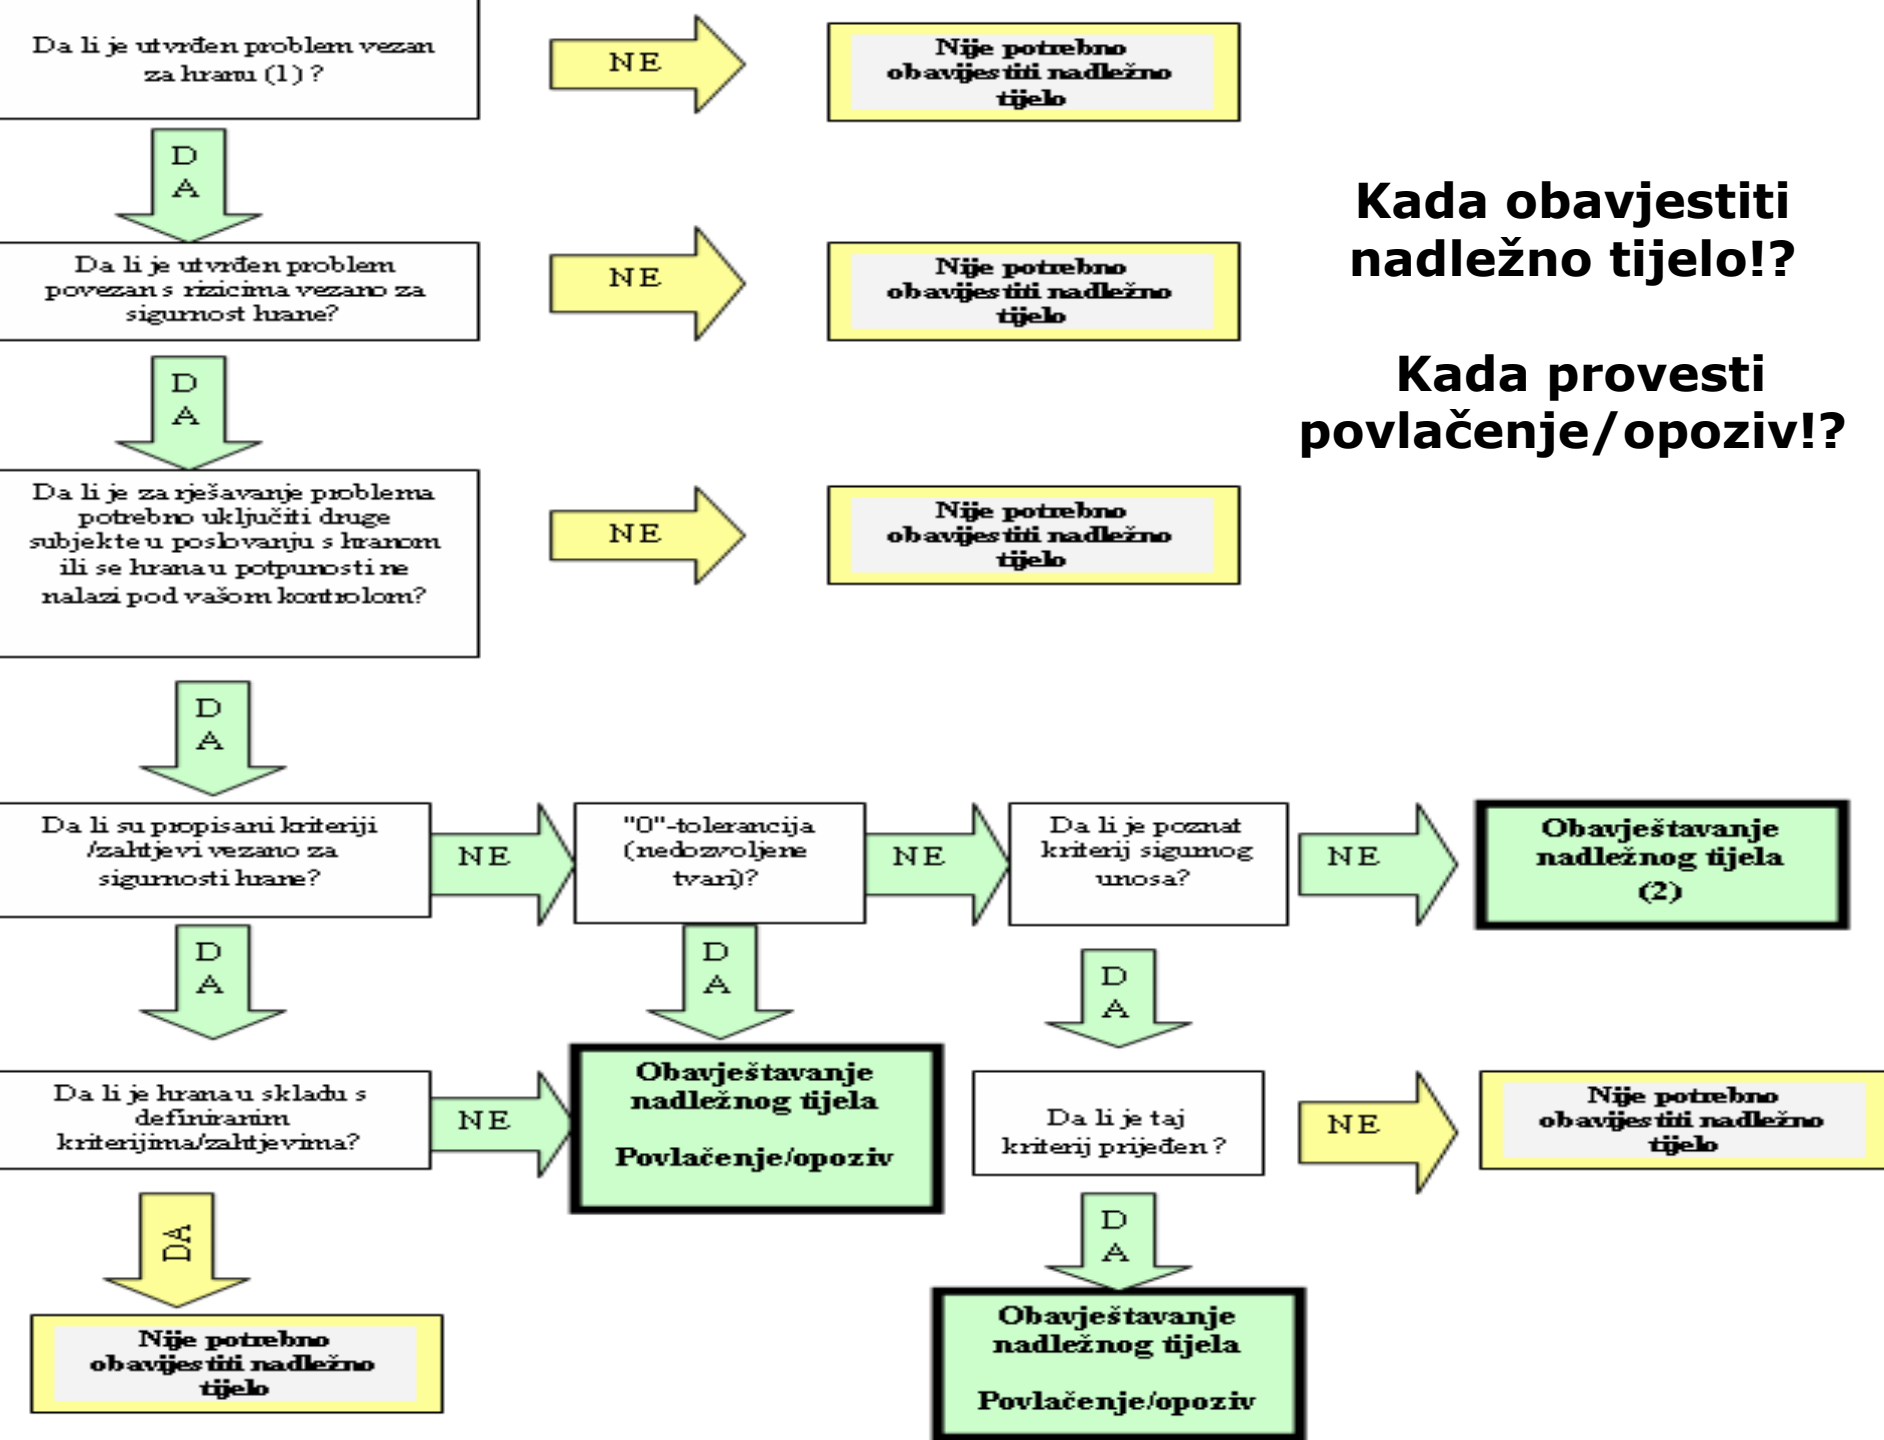 Da li je utvrđen problem vezan
za hranu (1) ?
NE
Nije potrebno
obavijestiti nadležno
tijelo
D
A
Kada obavjestiti
nadležno tijelo!?
Kada provesti
povlačenje/opoziv!?
Da li je utvrđen problem
povezan s rizicima vezano za
sigurnost hrane?
NE
Nije potrebno
obavijestiti nadležno
tijelo
D
A
Da li je za rješavanje problema
potrebno uključiti druge
subjekte u poslovanju s hranom
ili se hrana u potpunosti ne
nalazi pod vašom kontrolom?
NE
Nije potrebno
obavijestiti nadležno
tijelo
D
A
Da li su propisani kriteriji
/zahtjevi vezano za
sigurnosti hrane?
NE
"0"-tolerancija
(nedozvoljene
tvari)?
NE
Da li je poznat
kriterij sigurnog
unosa?
NE
Obavještavanje
nadležnog tijela
(2)
D
A
D
A
D
A
Da li je hrana u skladu s
definiranim
kriterijima/zahtjevima?
NE
Obavještavanje
nadležnog tijela
Povlačenje/opoziv
Da li je taj
kriterij prijeđen ?
NE
Nije potrebno
obavijestiti nadležno
tijelo
DA
D
A
Nije potrebno
obavijestiti nadležno
tijelo
Obavještavanje
nadležnog tijela
Povlačenje/opoziv